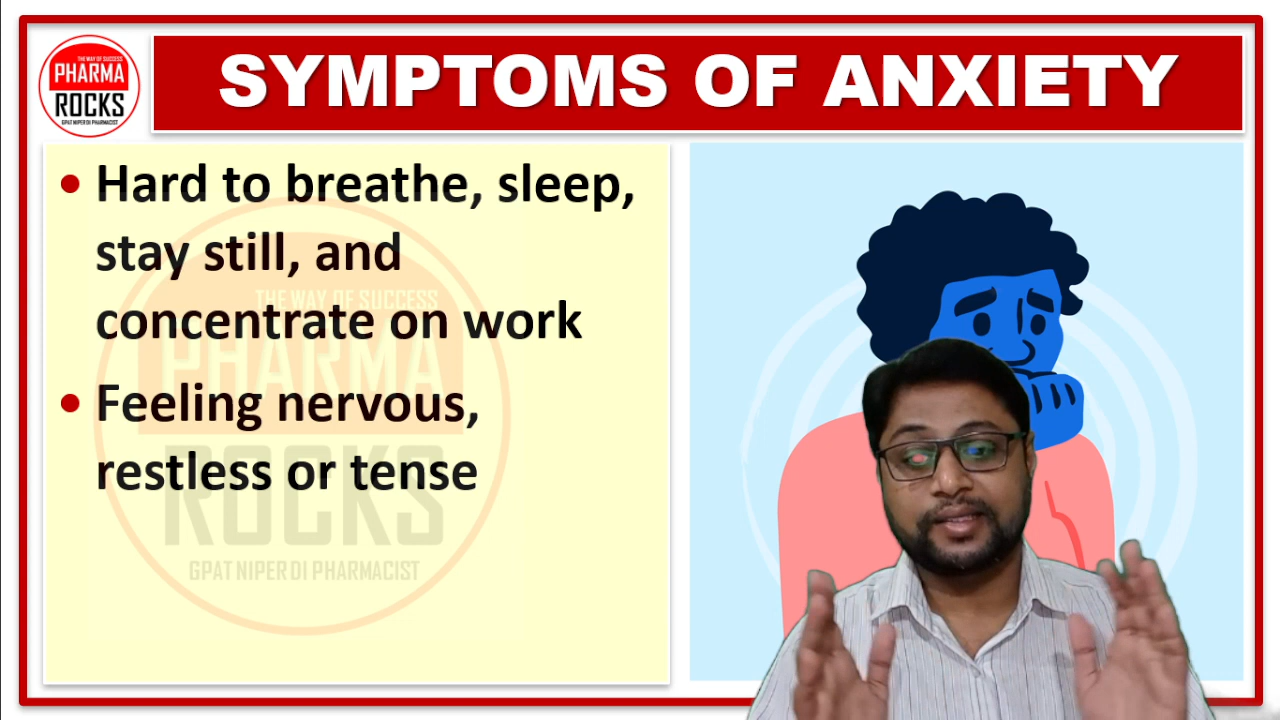 THE WAY OF SUCCESS
PHARMA
ROCKS
GPAT NIPER DI PHARMACIST
SYMPTOMS OF ANXIETY
• Hard to breathe, sleep,
stay still, and
concentrate on work
• Feeling nervous,
restless or tense
THE WAY OF SUCCESS
PHARMA
ROCKS
GPAT NIPER DI PHARMACIST